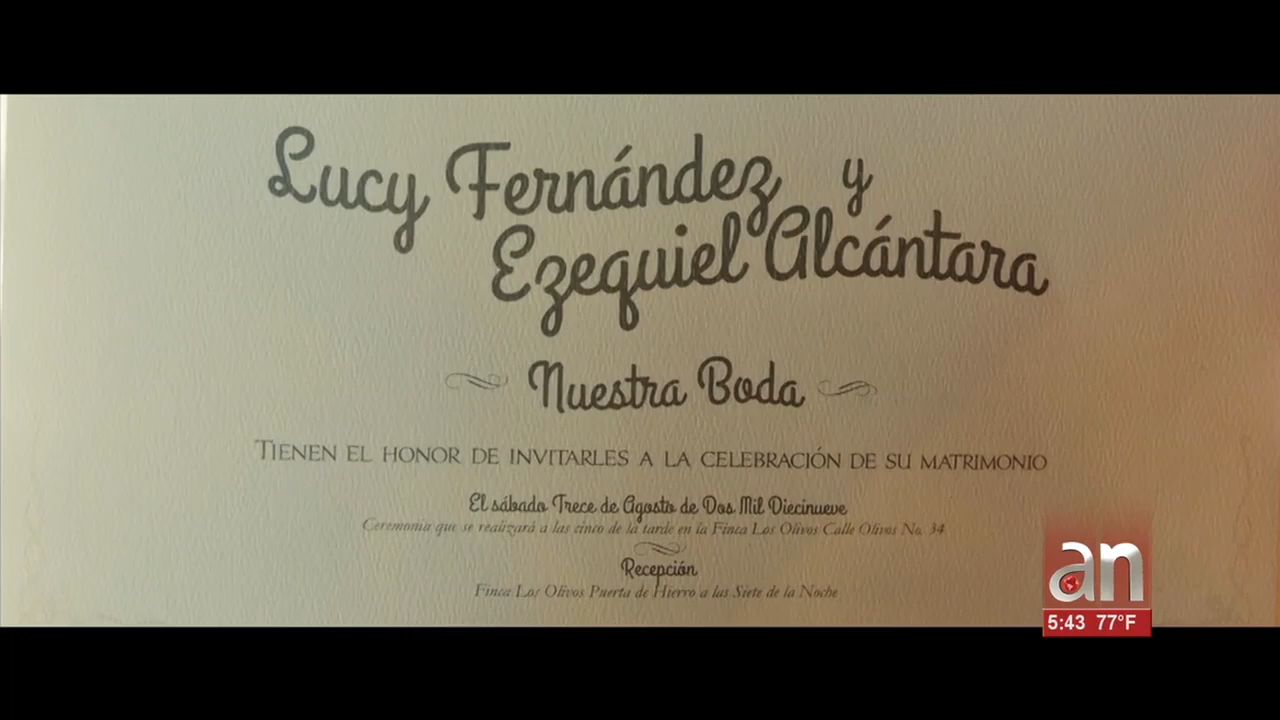 Lucy Fernández y
Ezequiel Alcántara
Nuestra Boda
TIENEN EL HONOR DE INVITARLES A LA CELEBRACIÓN DE SU MATRIMONIO
El sábado Trece de Agosto de Dos Mil Diecinueve
Ceremonia que se realizará a las cinco de la tarde en la Finca Los Olivos Calle Olivos No. 34
Recepción
Finca Los Olivos Puerta de Hierro a las Siete de la Noche
an
5:43 77°F